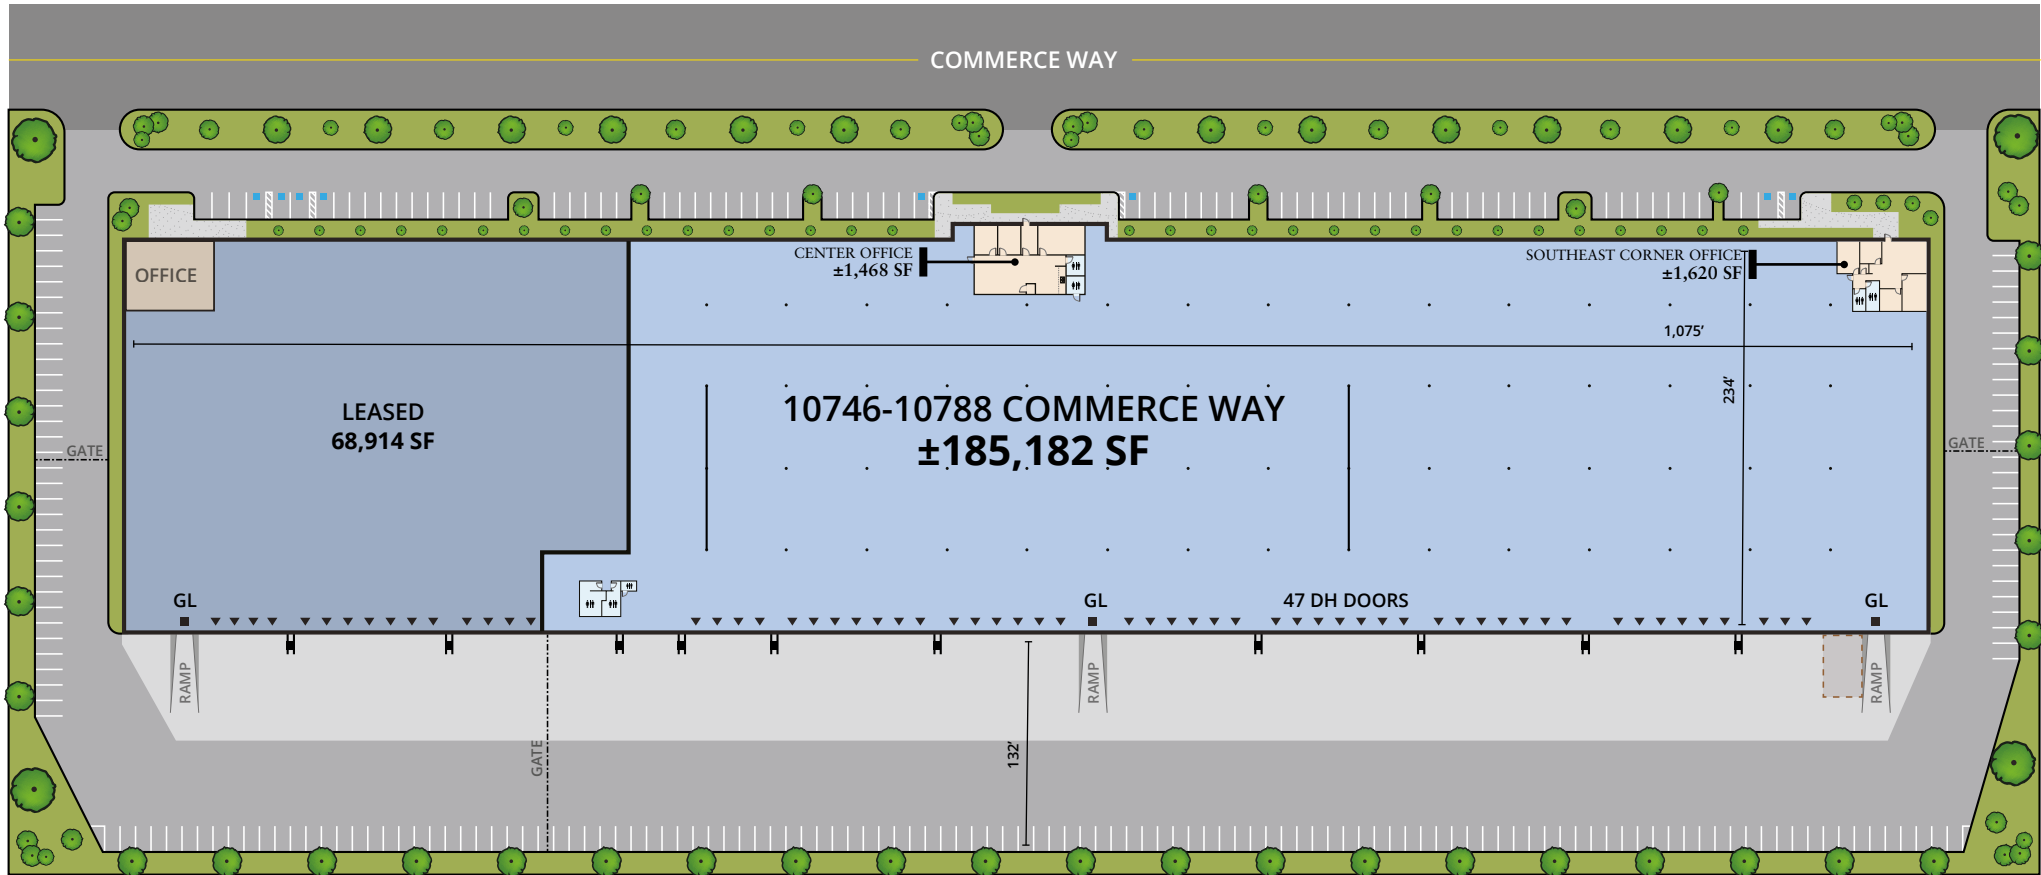 COMMERCE WAY
OFFICE
CENTER OFFICE
±1,468 SF
SOUTHEAST CORNER OFFICE
±1,620 SF
1,075’
234’
LEASED
68,914 SF
10746-10788 COMMERCE WAY
±185,182 SF
GATE
GATE
GL
GL
47 DH DOORS
GL
RAMP
RAMP
RAMP
GATE
132’